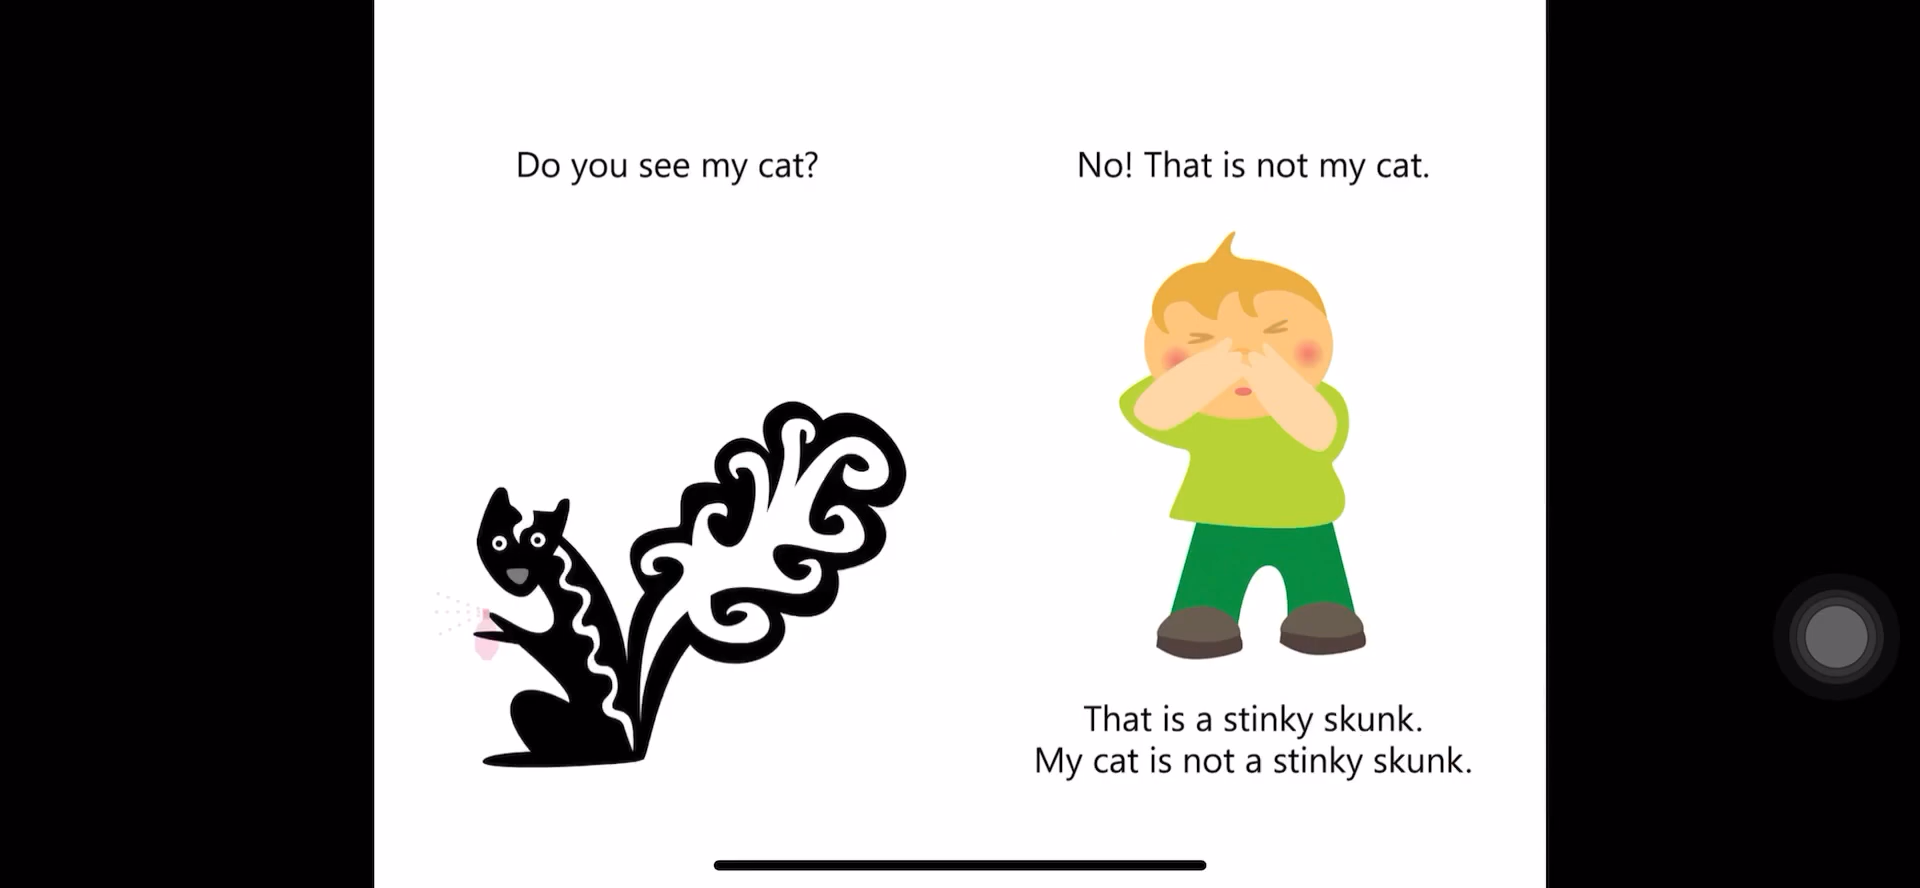 Do you see my cat?
No! That is not my cat.
That is a stinky skunk.
My cat is not a stinky skunk.